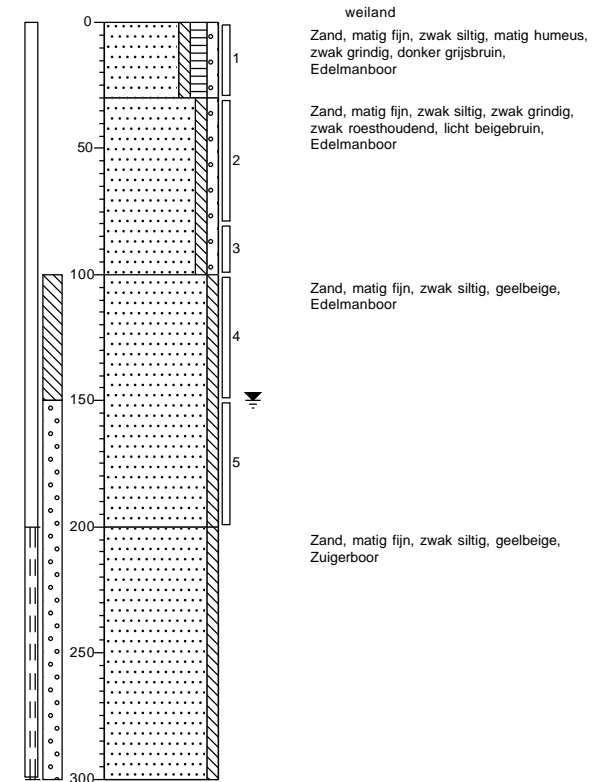 weiland
0
Zand, matig fijn, zwak siltig, matig humeus,
zwak grindig, donker grijsbruin,
Edelmanboor
1
Zand, matig fijn, zwak siltig, zwak grindig,
zwak roesthoudend, licht beigebruin,
Edelmanboor
50
2
3
100
Zand, matig fijn, zwak siltig, geelbeige,
Edelmanboor
4
150
5
200
Zand, matig fijn, zwak siltig, geelbeige,
Zuigerboor
250
300